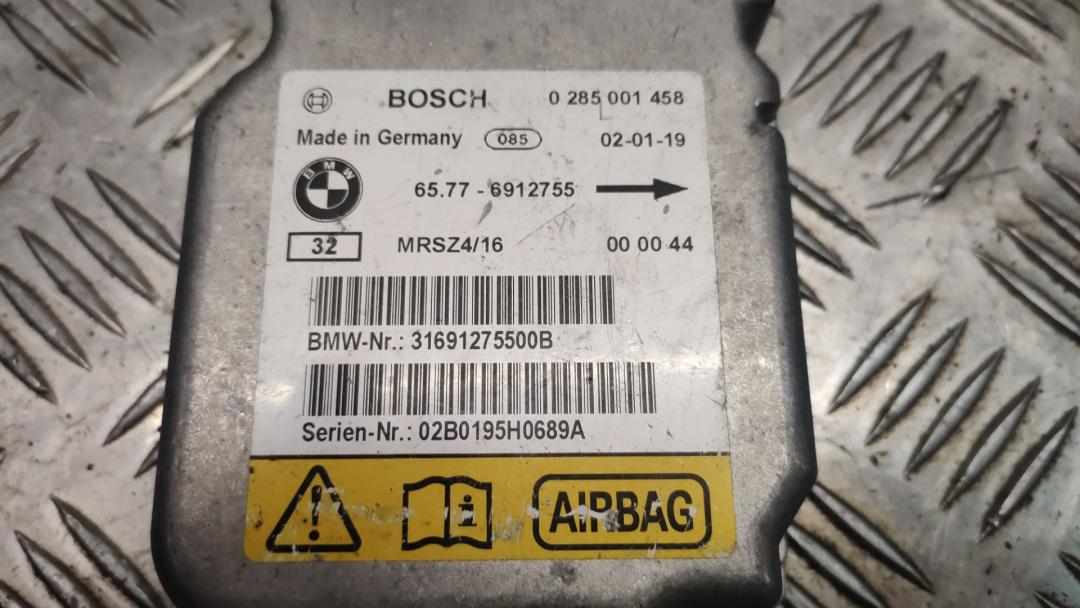 BOSCH 0 285 001 458
Made in Germany 085 02-01-19
BMW 65.77 - 6912755
32 MRSZ4/16 00 00 44
BMW-Nr.: 31691275500B
Serien-Nr.: 02B0195H0689A
! i AIRBAG